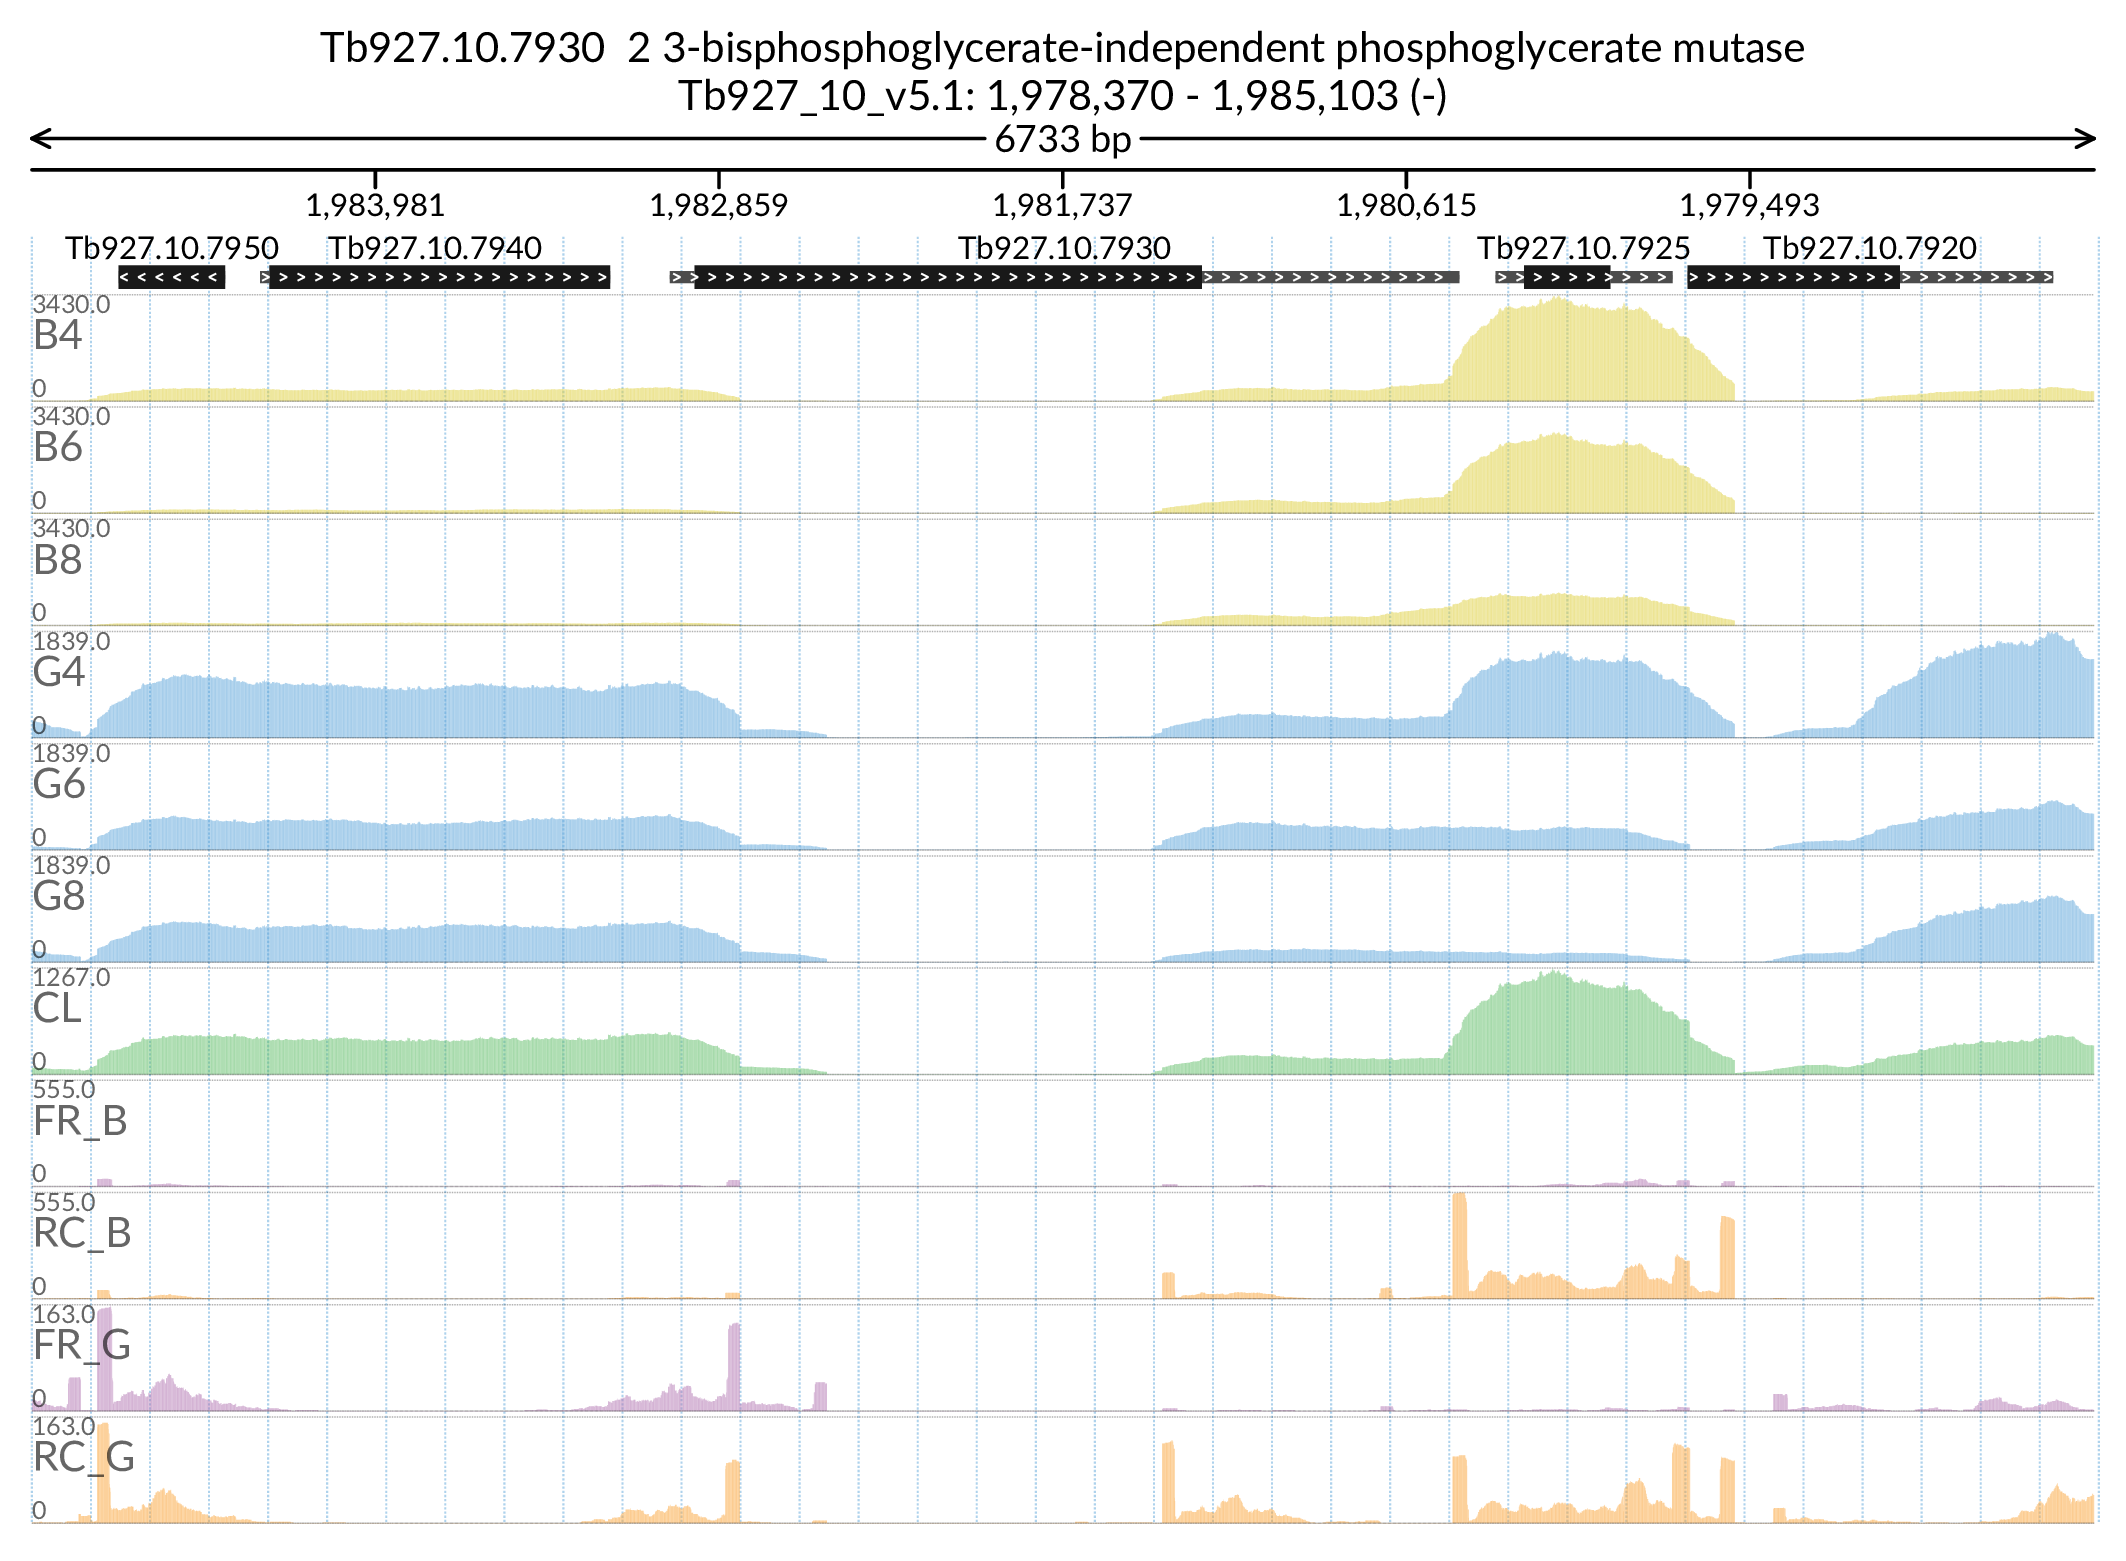 Tb927.10.7930  2 3-bisphosphoglycerate-independent phosphoglycerate mutase
Tb927_10_v5.1: 1,978,370 - 1,985,103 (-)
6733 bp
1,983,981 1,982,859 1,981,737 1,980,615 1,979,493
Tb927.10.7950 Tb927.10.7940 Tb927.10.7930 Tb927.10.7925 Tb927.10.7920
3430.0
B4
0
3430.0
B6
0
3430.0
B8
0
1839.0
G4
0
1839.0
G6
0
1839.0
G8
0
1267.0
CL
0
555.0
FR_B
0
555.0
RC_B
0
163.0
FR_G
0
163.0
RC_G
0